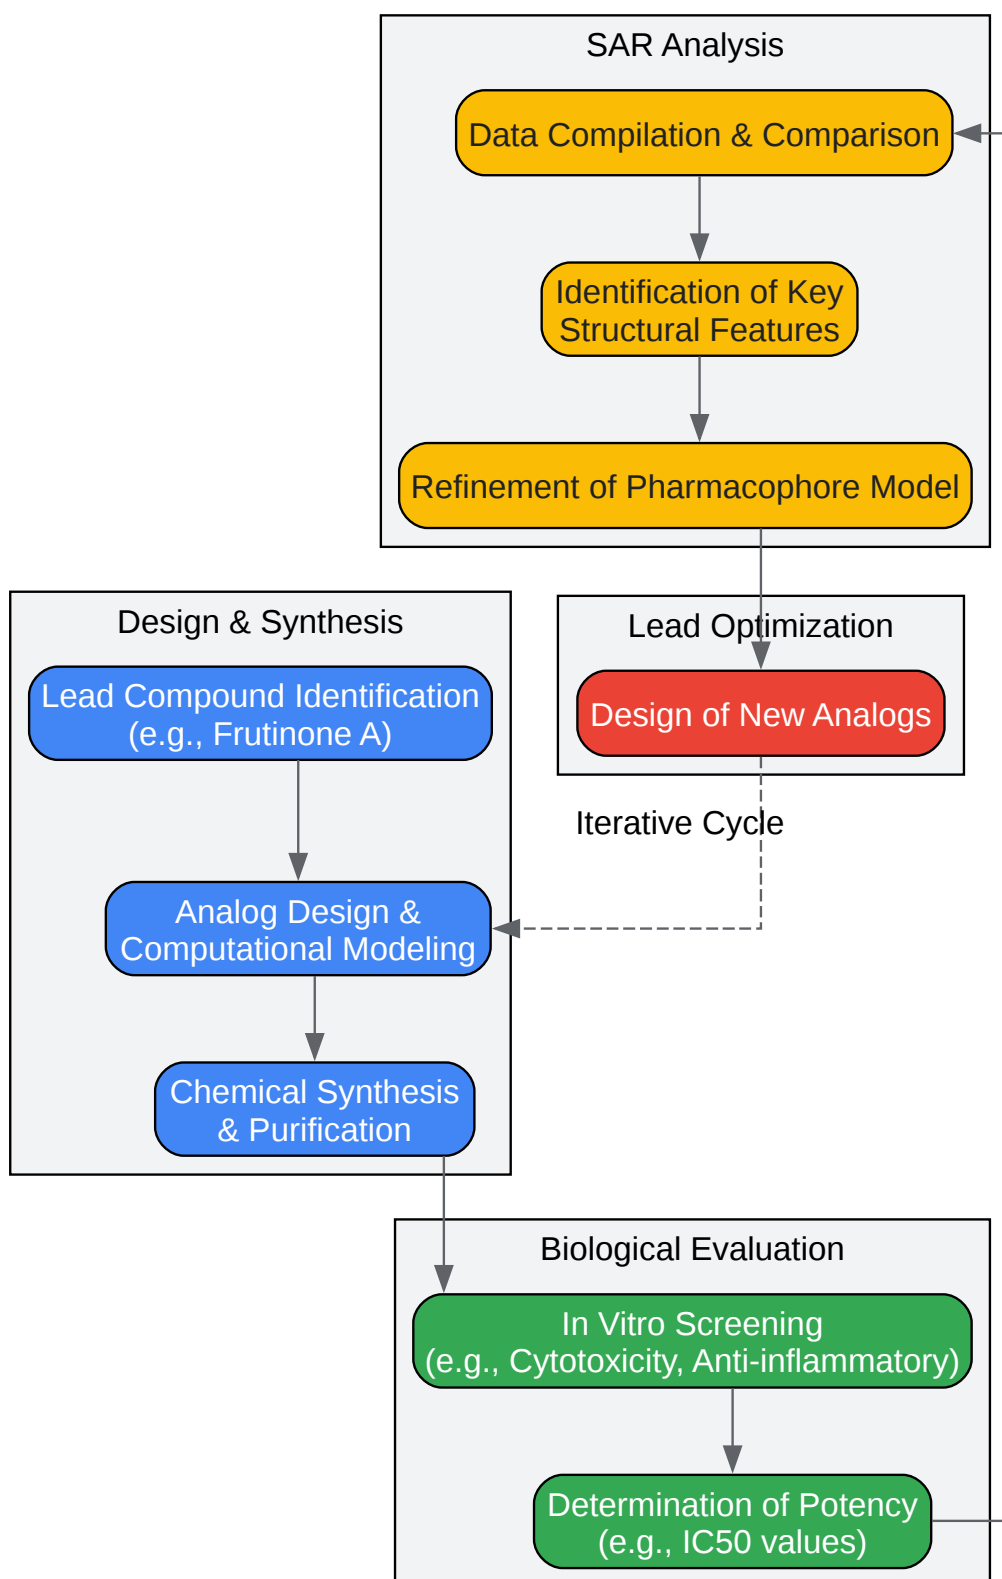 SAR Analysis
Data Compilation & Comparison
Identification of Key
Structural Features
Refinement of Pharmacophore Model
Design & Synthesis
Lead Compound Identification
(e.g., Frutinone A)
Analog Design &
Computational Modeling
Chemical Synthesis
& Purification
Lead Optimization
Design of New Analogs
Iterative Cycle
Biological Evaluation
In Vitro Screening
(e.g., Cytotoxicity, Anti-inflammatory)
Determination of Potency
(e.g., IC50 values)